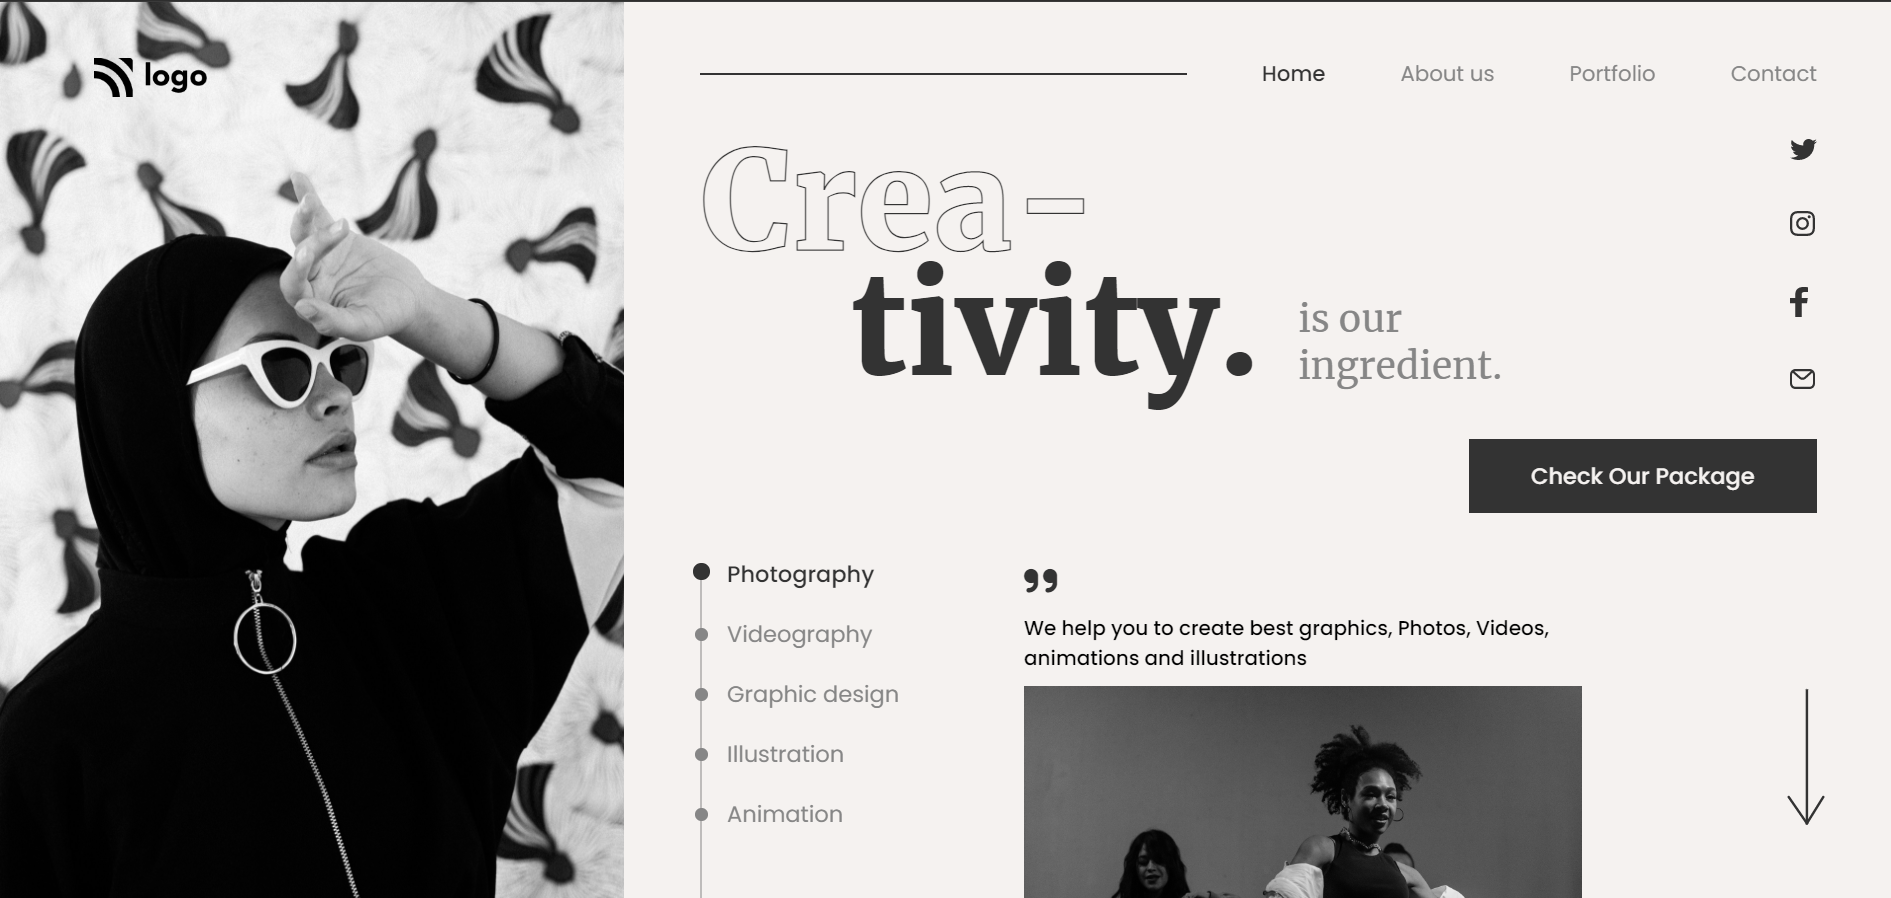 logo
Home
About us
Portfolio
Contact
Crea-
tivity.
is our
ingredient.
Check Our Package
Photography
Videography
Graphic design
Illustration
Animation
”
We help you to create best graphics, Photos, Videos,
animations and illustrations